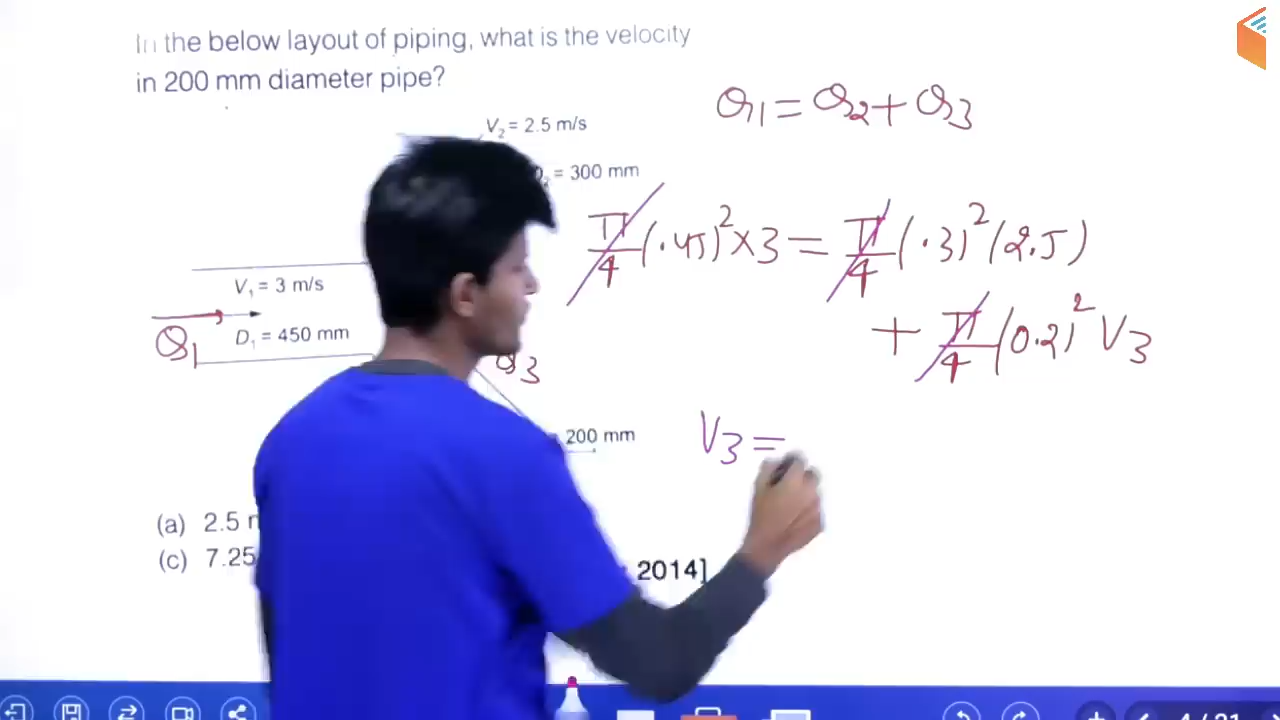 In the below layout of piping, what is the velocity
in 200 mm diameter pipe?
V₂ = 2.5 m/s
= 300 mm
V₁ = 3 m/s
D₁ = 450 mm
Q₁
Q₃
200 mm
(a) 2.5
(c) 7.25
2014]
Q₁ = Q₂ + Q₃
π/4 (.45)² × 3 = π/4 (.3)² (2.5)
+ π/4 (0.2)² V₃
V₃ =
4 / 21